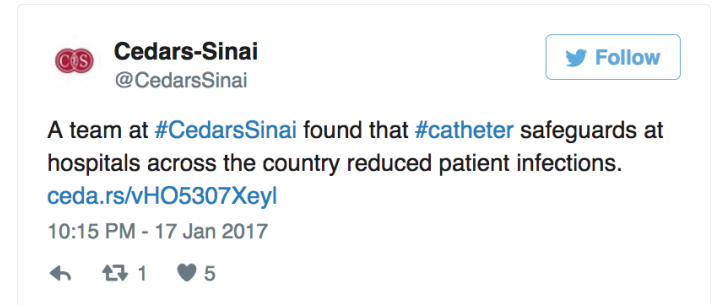 CS
Cedars-Sinai
@CedarsSinai
Follow
A team at #CedarsSinai found that #catheter safeguards at
hospitals across the country reduced patient infections.
ceda.rs/vHO5307Xeyl
10:15 PM - 17 Jan 2017
1 5